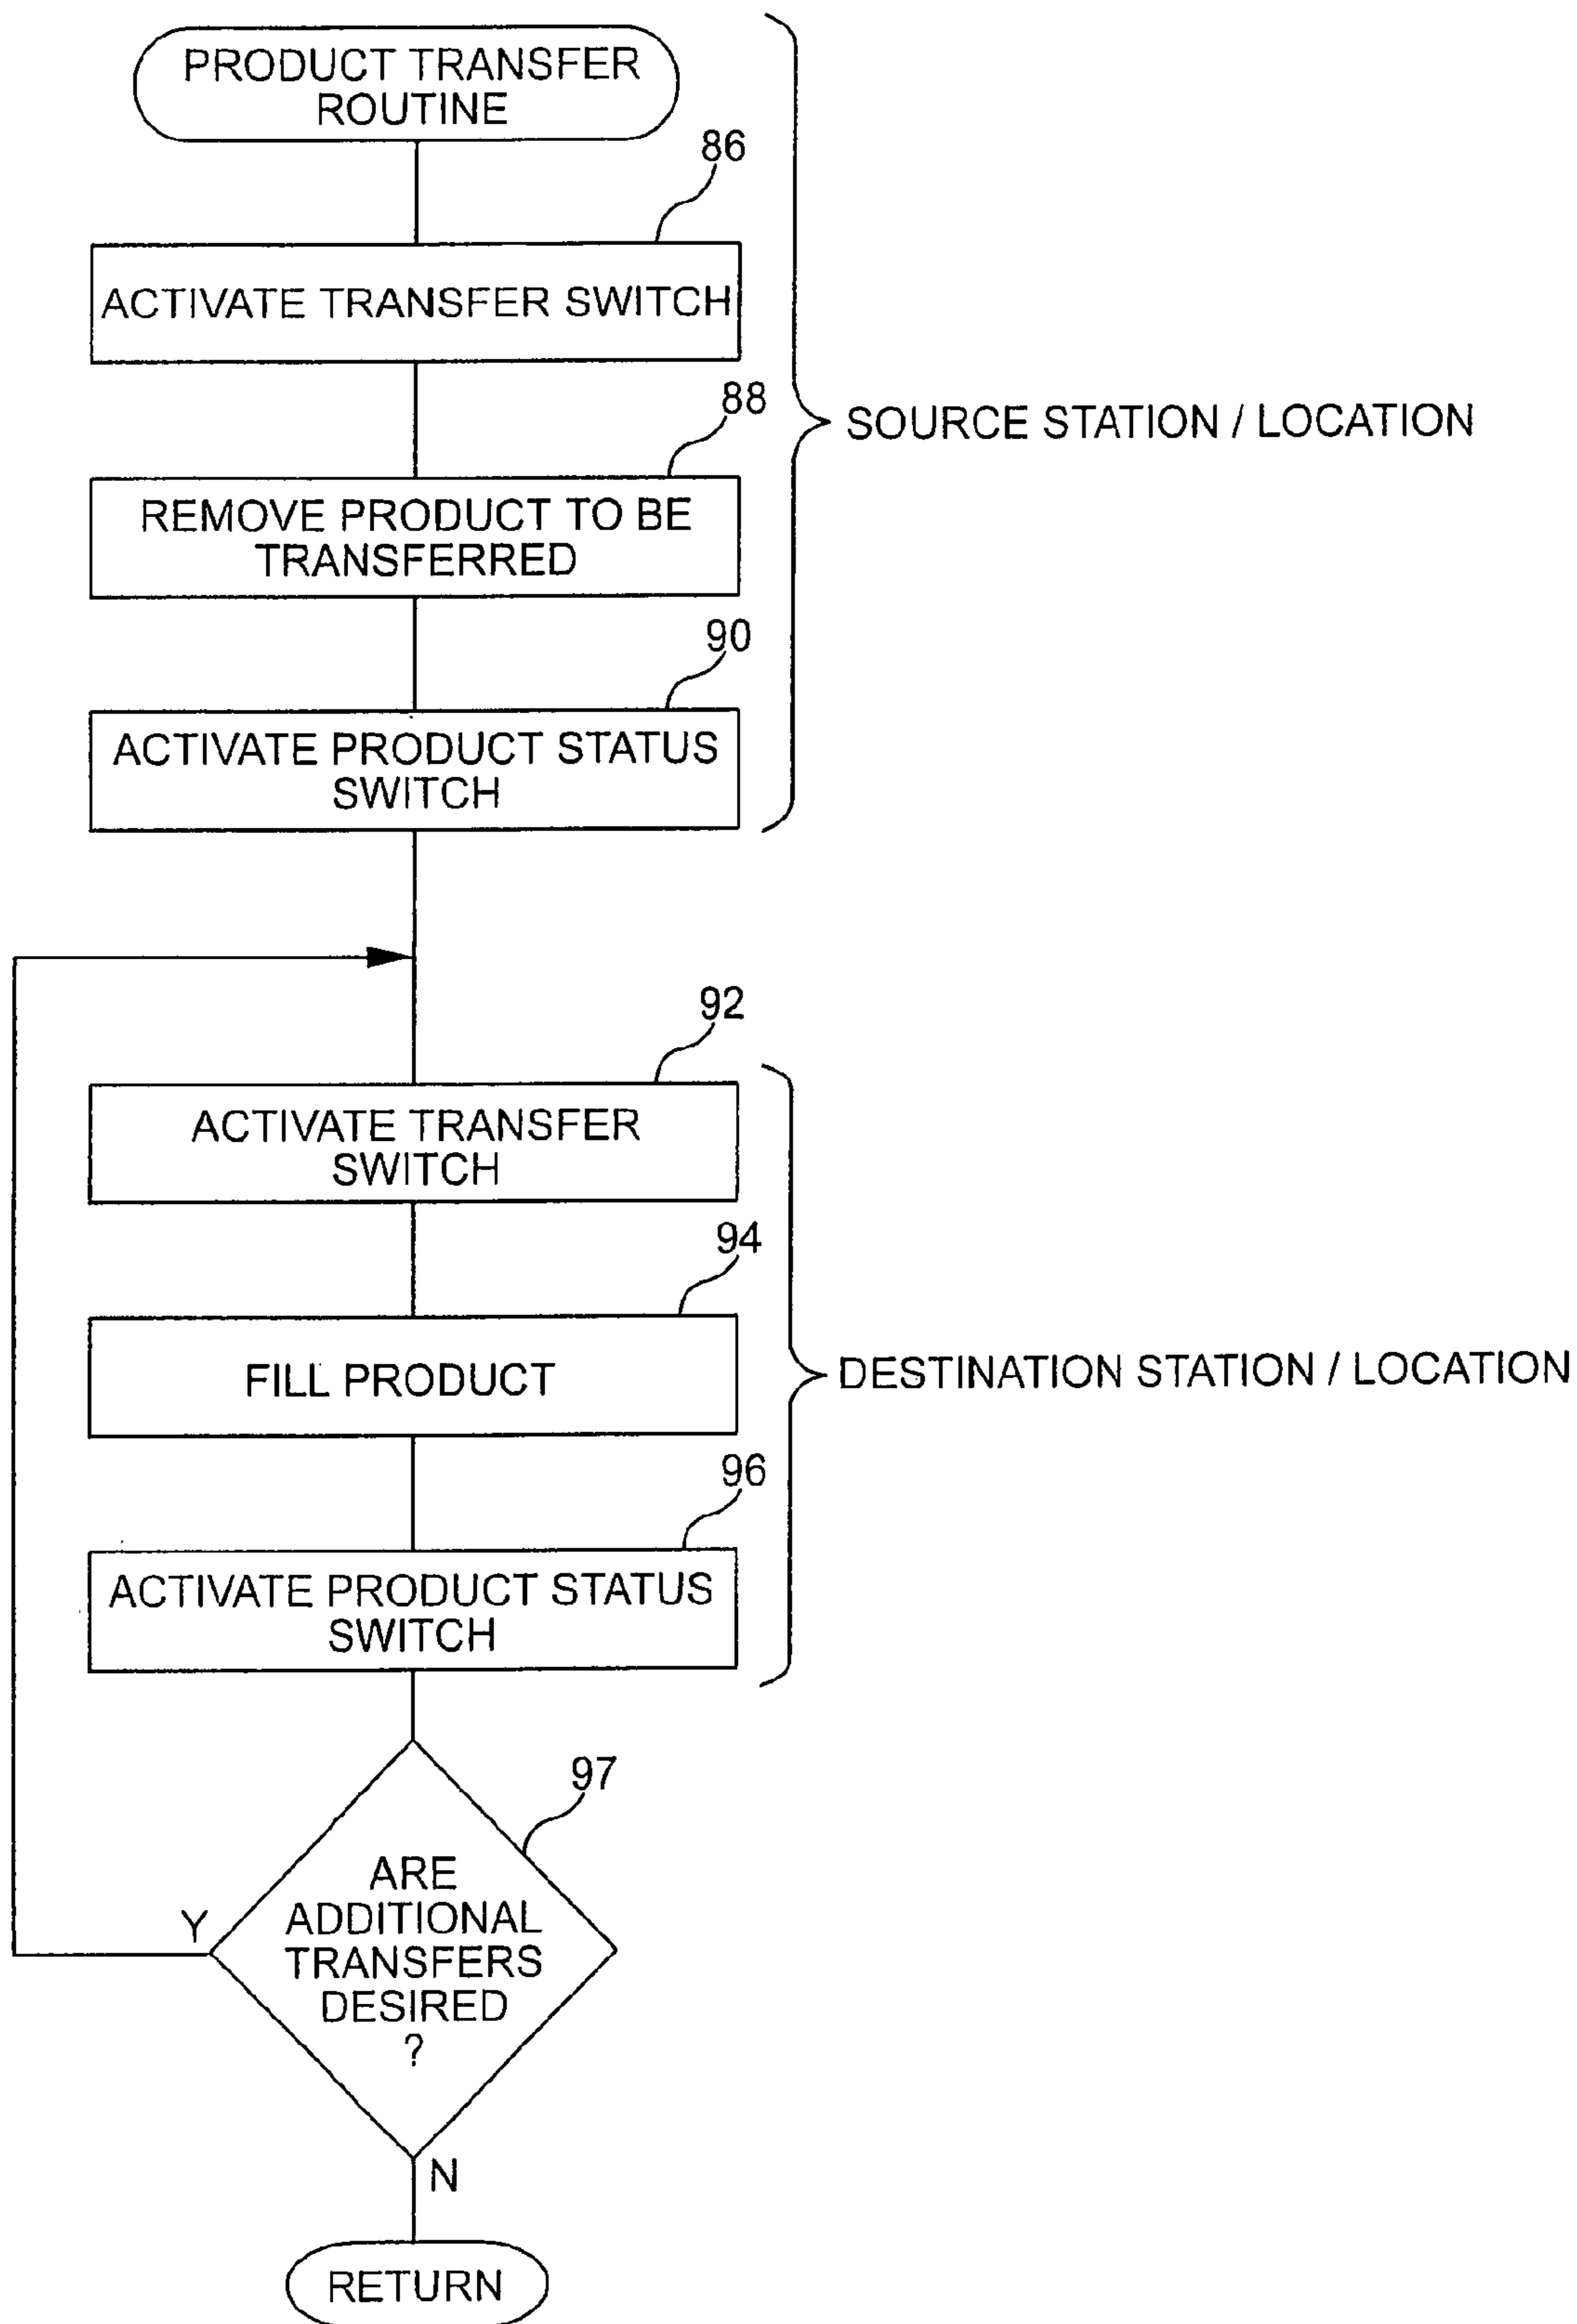 PRODUCT TRANSFER
ROUTINE
86
ACTIVATE TRANSFER SWITCH
88
SOURCE STATION / LOCATION
REMOVE PRODUCT TO BE
TRANSFERRED
90
ACTIVATE PRODUCT STATUS
SWITCH
92
ACTIVATE TRANSFER
SWITCH
94
FILL PRODUCT
DESTINATION STATION / LOCATION
96
ACTIVATE PRODUCT STATUS
SWITCH
97
ARE
ADDITIONAL
TRANSFERS
DESIRED
?
Y
N
RETURN